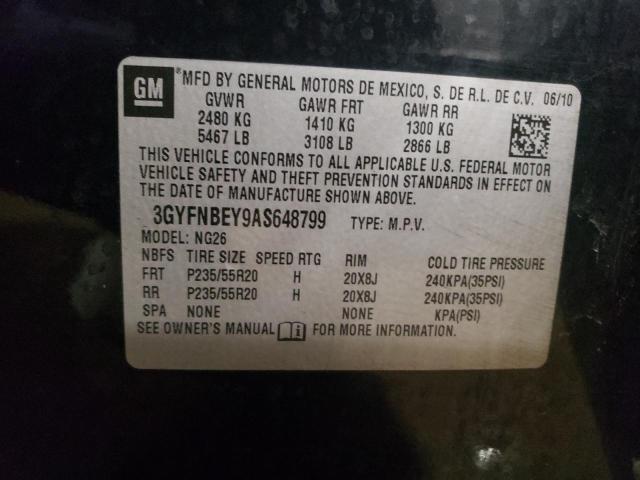 GM ®MFD BY GENERAL MOTORS DE MEXICO, S. DE R.L. DE C.V. 06/10
GVWR GAWR FRT GAWR RR
2480 KG 1410 KG 1300 KG
5467 LB 3108 LB 2866 LB
THIS VEHICLE CONFORMS TO ALL APPLICABLE U.S. FEDERAL MOTOR
VEHICLE SAFETY AND THEFT PREVENTION STANDARDS IN EFFECT ON
THE DATE OF MANUFACTURE SHOWN ABOVE.
3GYFNBEY9AS648799 TYPE: M.P.V.
MODEL: NG26
NBFS TIRE SIZE SPEED RTG RIM COLD TIRE PRESSURE
FRT P235/55R20 H 20X8J 240KPA(35PSI)
RR P235/55R20 H 20X8J 240KPA(35PSI)
SPA NONE NONE KPA(PSI)
SEE OWNER'S MANUAL FOR MORE INFORMATION.